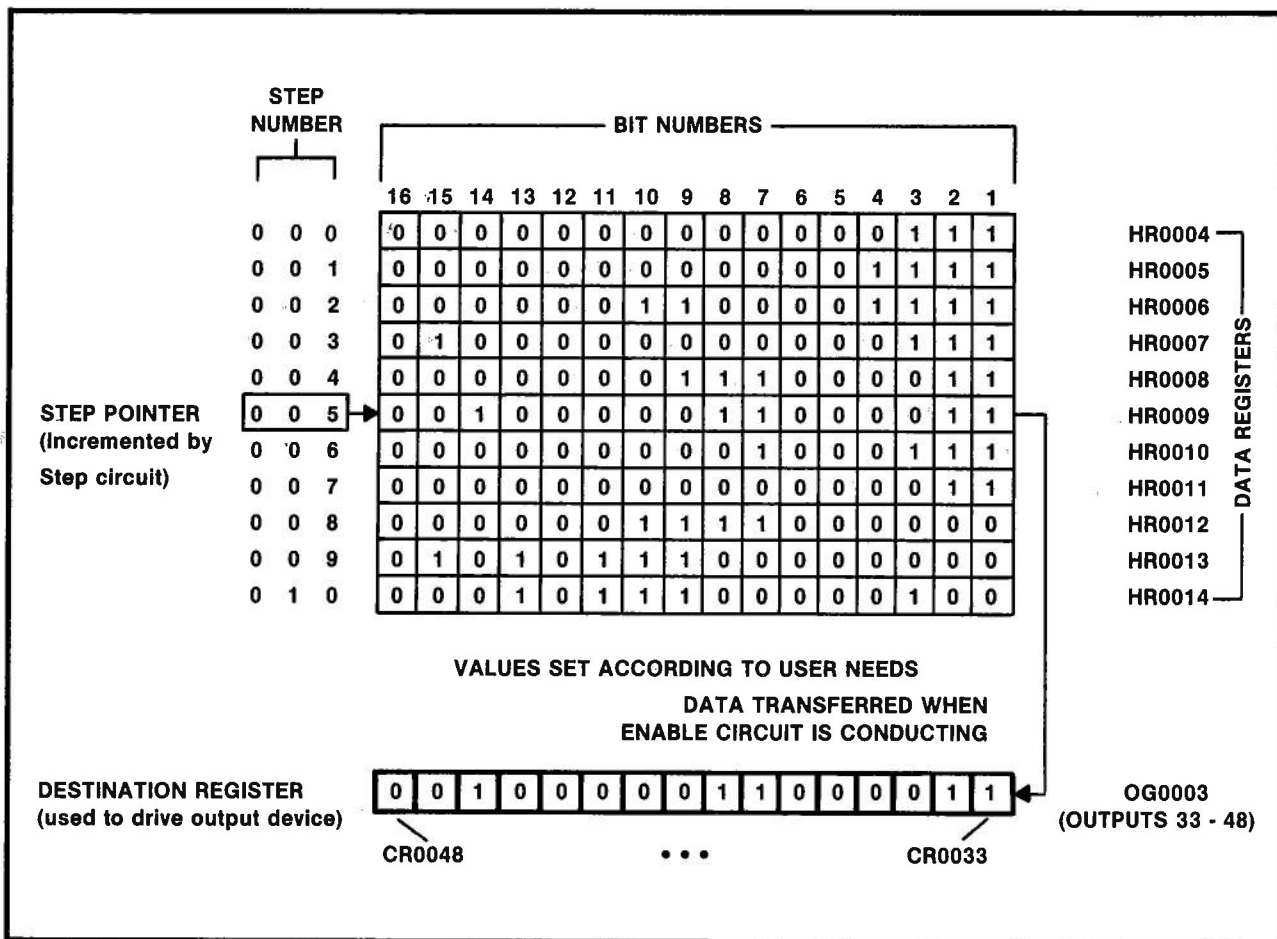 STEP
NUMBER
BIT NUMBERS
16 15 14 13 12 11 10 9 8 7 6 5 4 3 2 1
0 0 0 0 0 0 0 0 0 0 0 0 0 0 0 0 1 1 1 HR0004
0 0 1 0 0 0 0 0 0 0 0 0 0 0 0 1 1 1 1 HR0005
0 0 2 0 0 0 0 0 0 1 1 0 0 0 0 1 1 1 1 HR0006
0 0 3 0 1 0 0 0 0 0 0 0 0 0 0 0 1 1 1 HR0007
0 0 4 0 0 0 0 0 0 0 1 1 1 0 0 0 0 1 1 HR0008
STEP POINTER 0 0 5 0 0 1 0 0 0 0 0 1 1 0 0 0 0 1 1 HR0009
(Incremented by 0 0 6 0 0 0 0 0 0 0 0 0 1 0 0 0 1 1 1 HR0010
Step circuit) 0 0 7 0 0 0 0 0 0 0 0 0 0 0 0 0 0 1 1 HR0011
0 0 8 0 0 0 0 0 0 1 1 1 1 0 0 0 0 0 0 HR0012
0 0 9 0 1 0 1 0 1 1 1 0 0 0 0 0 0 0 0 HR0013
0 1 0 0 0 0 1 0 1 1 1 0 0 0 0 0 1 0 0 HR0014
DATA REGISTERS
VALUES SET ACCORDING TO USER NEEDS
DATA TRANSFERRED WHEN
ENABLE CIRCUIT IS CONDUCTING
DESTINATION REGISTER 0 0 1 0 0 0 0 0 1 1 0 0 0 0 1 1 OG0003
(used to drive output device) (OUTPUTS 33 - 48)
CR0048 • • • CR0033